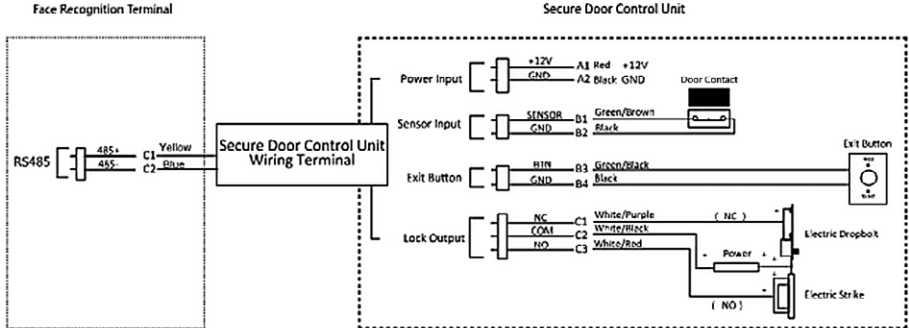 Face Recognition Terminal
Secure Door Control Unit
RS485
485+ C1 Yellow
485- C2 Blue
Secure Door Control Unit
Wiring Terminal
Power Input
+12V A1 Red +12V
GND A2 Black GND
Door Contact
Sensor Input
SENSOR B1 Green/Brown
GND B2 Black
Exit Button
Exit Button
BTN B3 Green/Black
GND B4 Black
Lock Output
NC C1 White/Purple ( NC ) -
COM C2 White/Black
NO C3 White/Red
Electric Dropbolt
- Power + +
+
- Electric Strike
( NO )